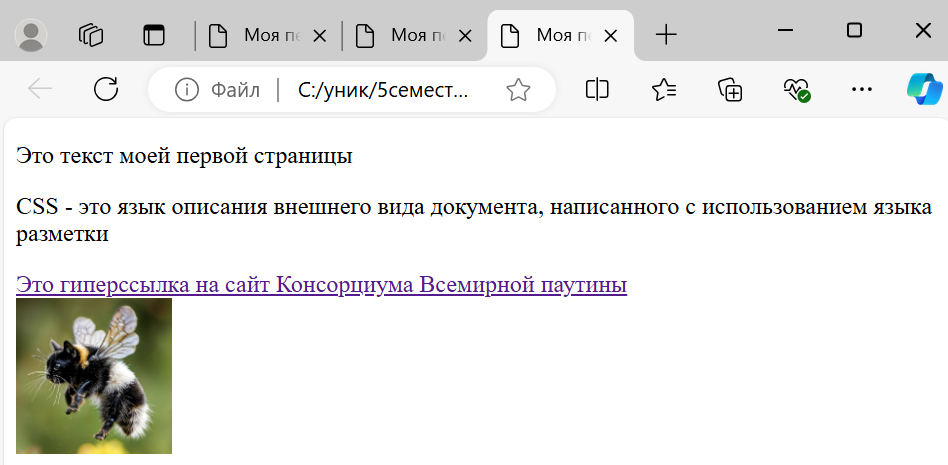 Моя пе
Моя пе
Моя пе
Файл
C:/уник/5семест...
Это текст моей первой страницы
CSS - это язык описания внешнего вида документа, написанного с использованием языка
разметки
Это гиперссылка на сайт Консорциума Всемирной паутины